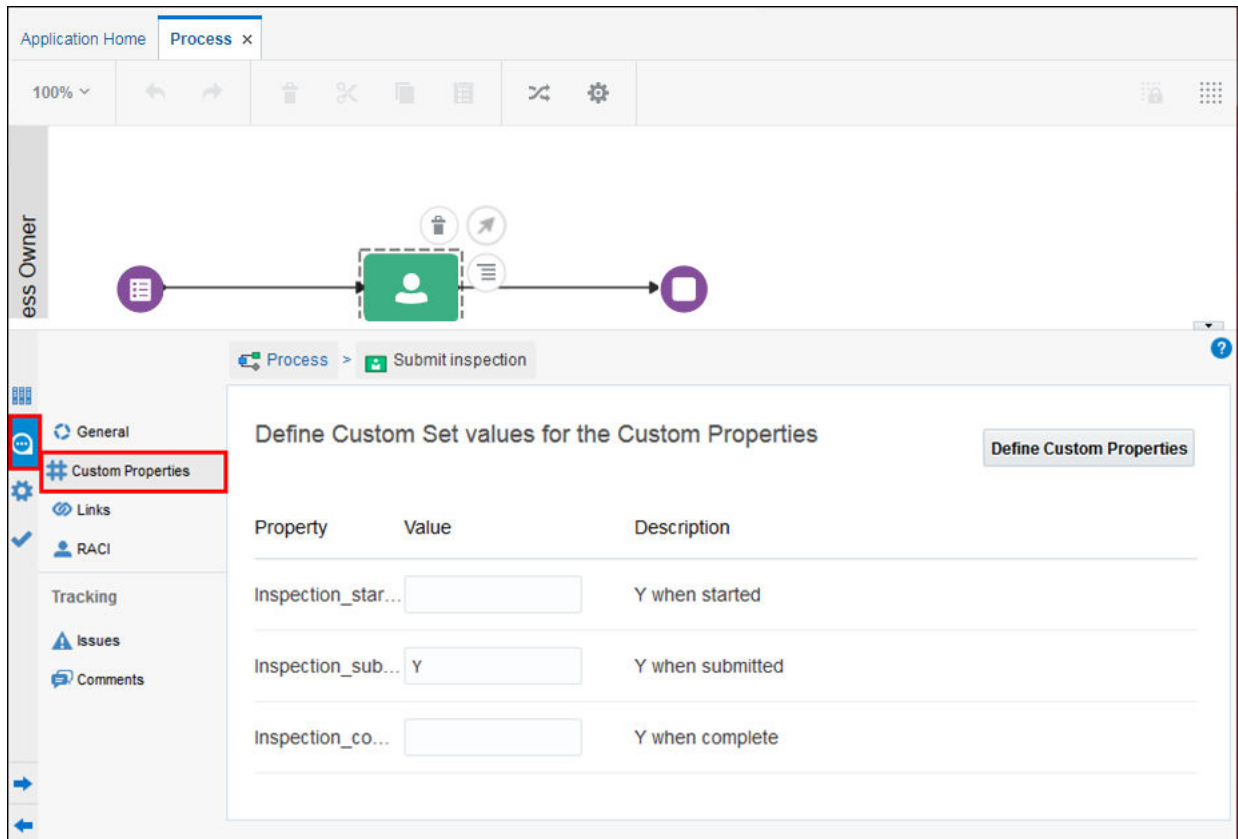 Application Home Process ×
100%
ess Owner
Process > Submit inspection
General
Custom Properties
Links
RACI
Tracking
Issues
Comments
Define Custom Set values for the Custom Properties
Define Custom Properties
Property Value Description
Inspection_star... Y when started
Inspection_sub... Y Y when submitted
Inspection_co... Y when complete